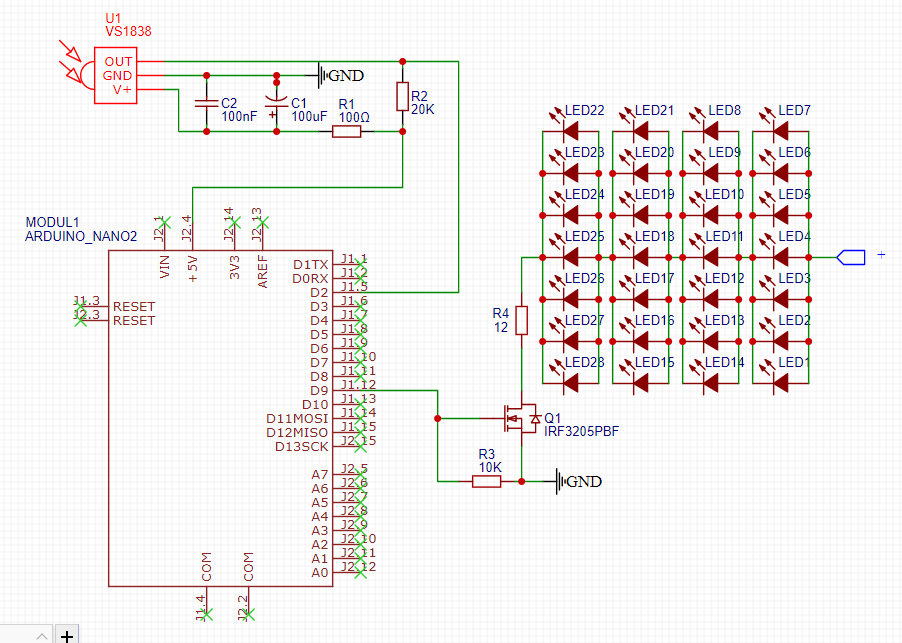 U1
VS1838
OUT
GND
V+
GND
C2
100nF
C1
100uF
+
R1
100Ω
R2
20K
MODUL1
ARDUINO_NANO2
J2.1
J2.4
J2.14
J2.13
VIN
+5V
3V3
AREF
J1.3
RESET
J2.3
RESET
D1TX
J1.1
D0RX
J1.2
D2
J1.5
D3
J1.6
D4
J1.7
D5
J1.8
D6
J1.9
D7
J1.10
D8
J1.11
D9
J1.12
D10
J1.13
D11MOSI
J1.14
D12MISO
J1.15
D13SCK
J2.15
A7
J2.5
A6
J2.6
A5
J2.7
A4
J2.8
A3
J2.9
A2
J2.10
A1
J2.11
A0
J2.12
COM
COM
J1.4
J2.2
LED22 LED21 LED8 LED7
LED23 LED20 LED9 LED6
LED24 LED19 LED10 LED5
LED25 LED18 LED11 LED4
LED26 LED17 LED12 LED3
LED27 LED16 LED13 LED2
LED28 LED15 LED14 LED1
+
R4
12
Q1
IRF3205PBF
R3
10K
GND